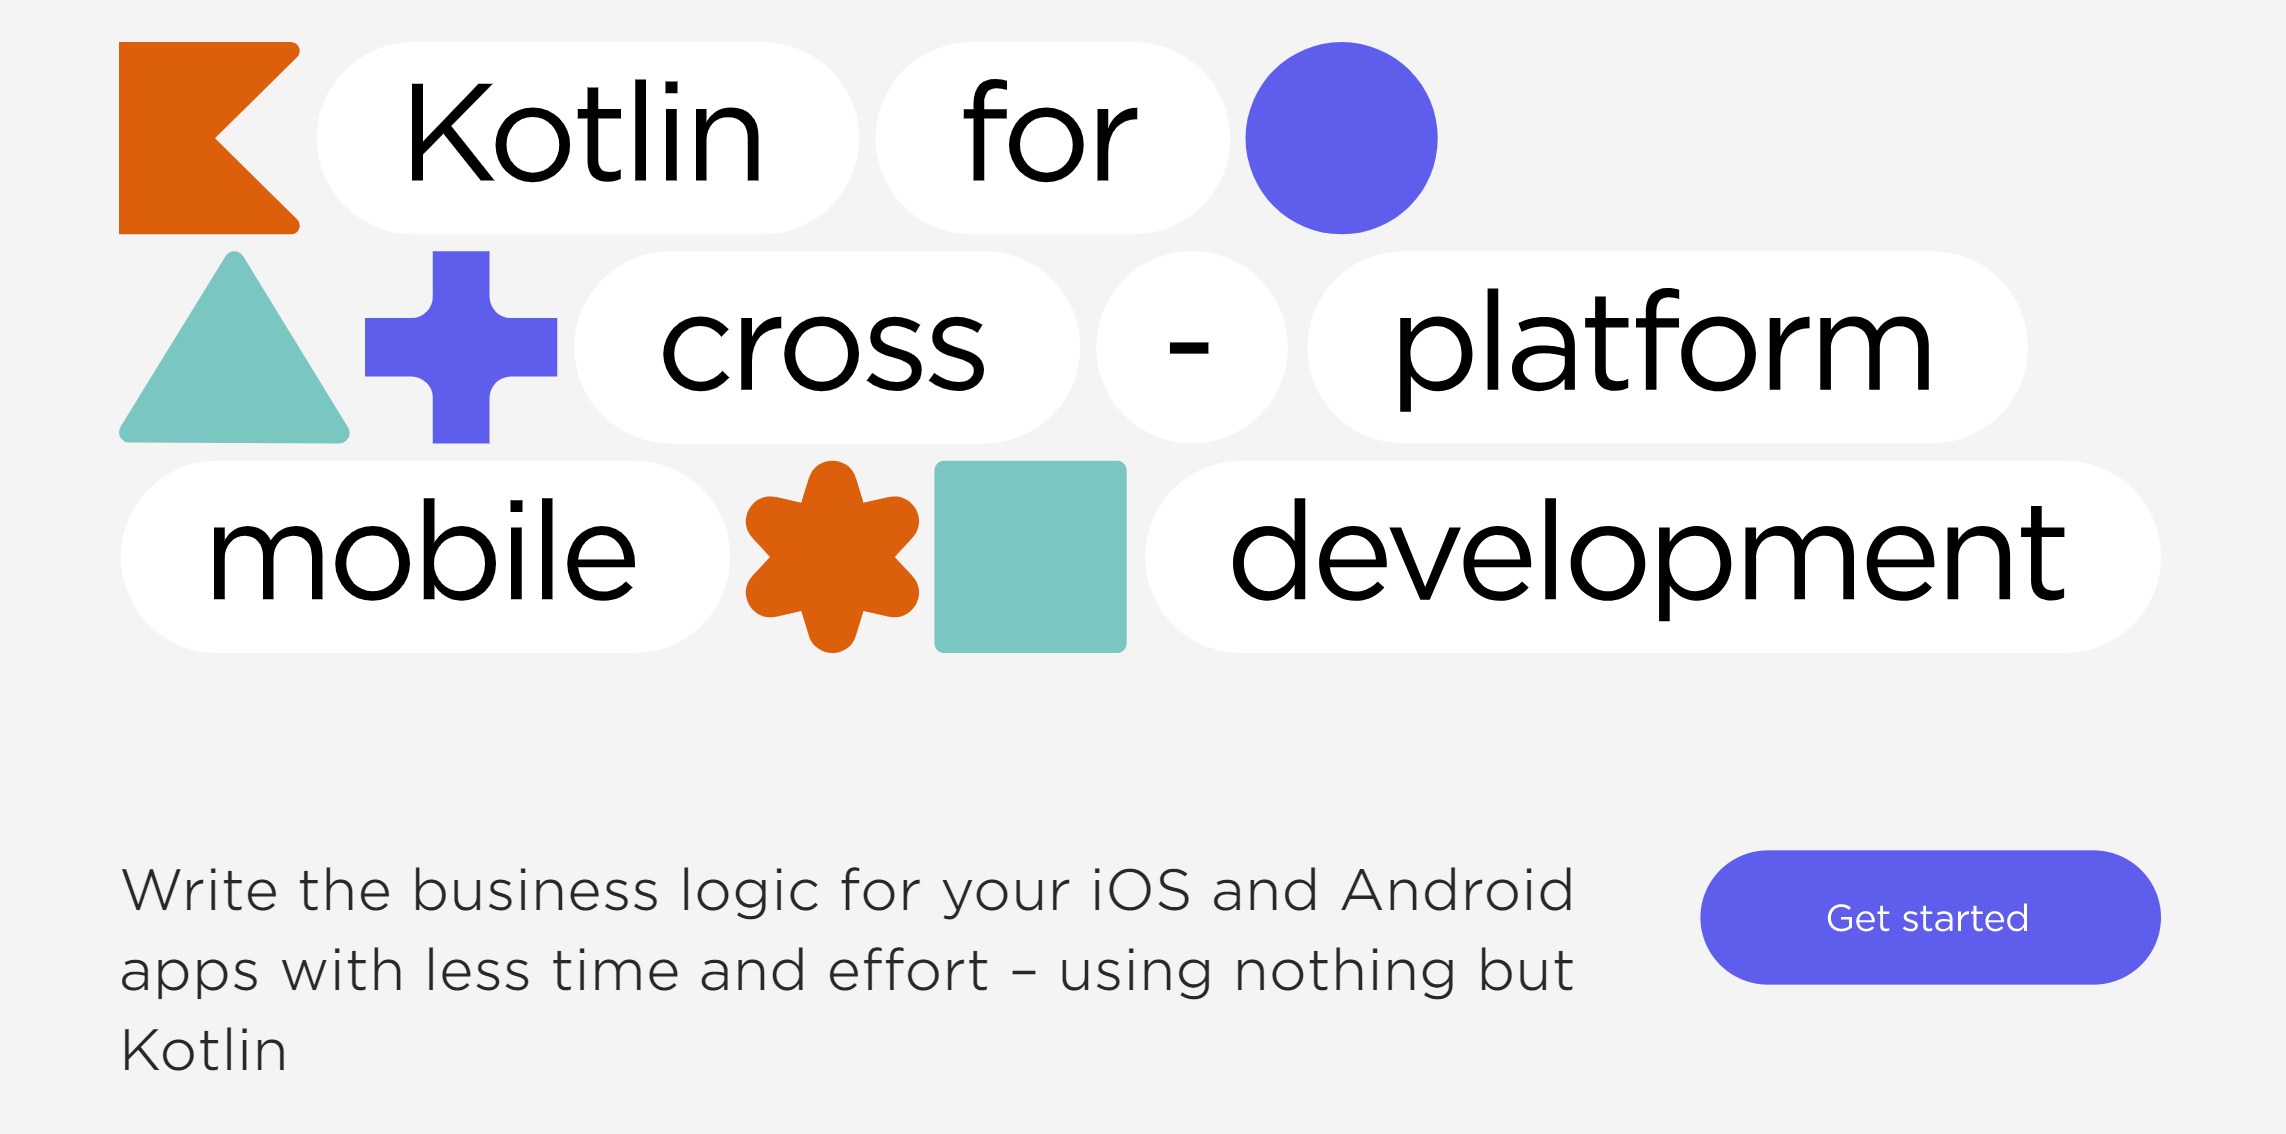 Kotlin for
cross - platform
mobile development
Write the business logic for your iOS and Android
apps with less time and effort – using nothing but
Kotlin
Get started